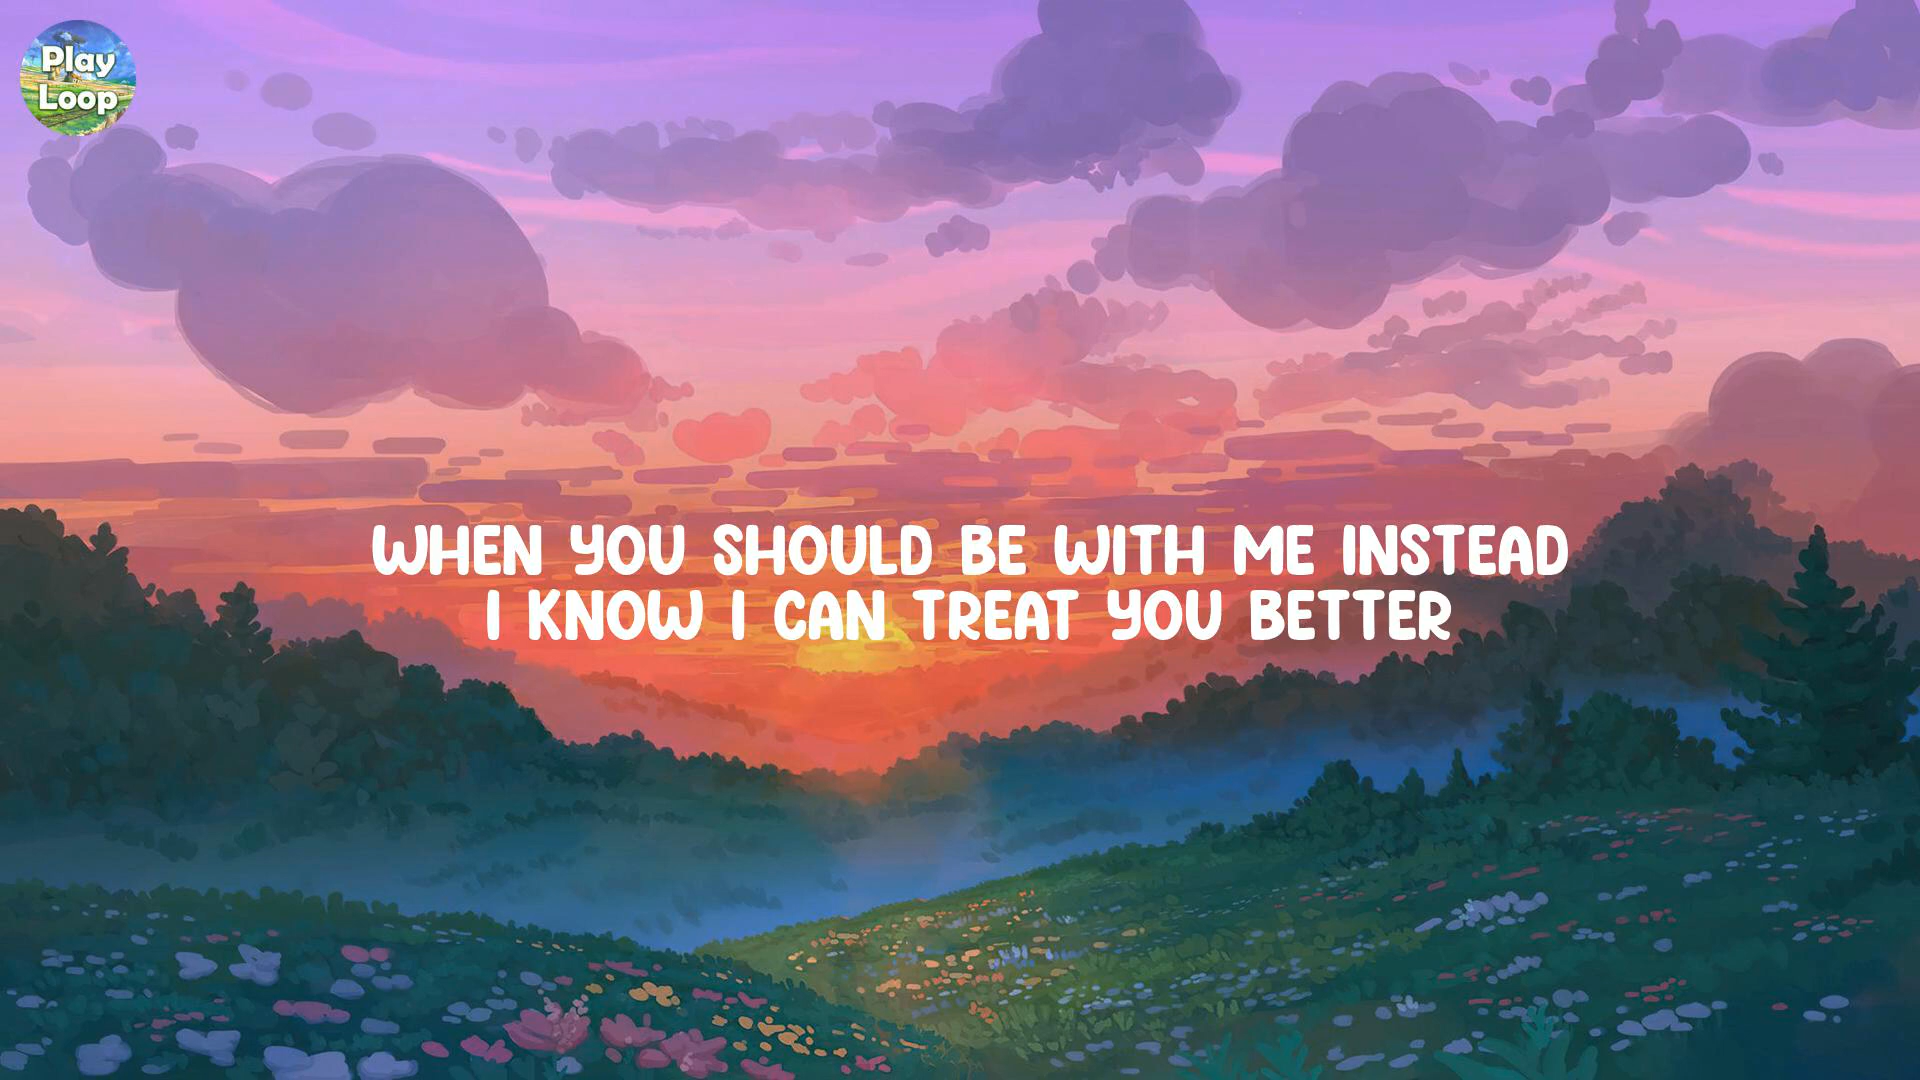 Play
Loop
WHEN YOU SHOULD BE WITH ME INSTEAD
I KNOW I CAN TREAT YOU BETTER